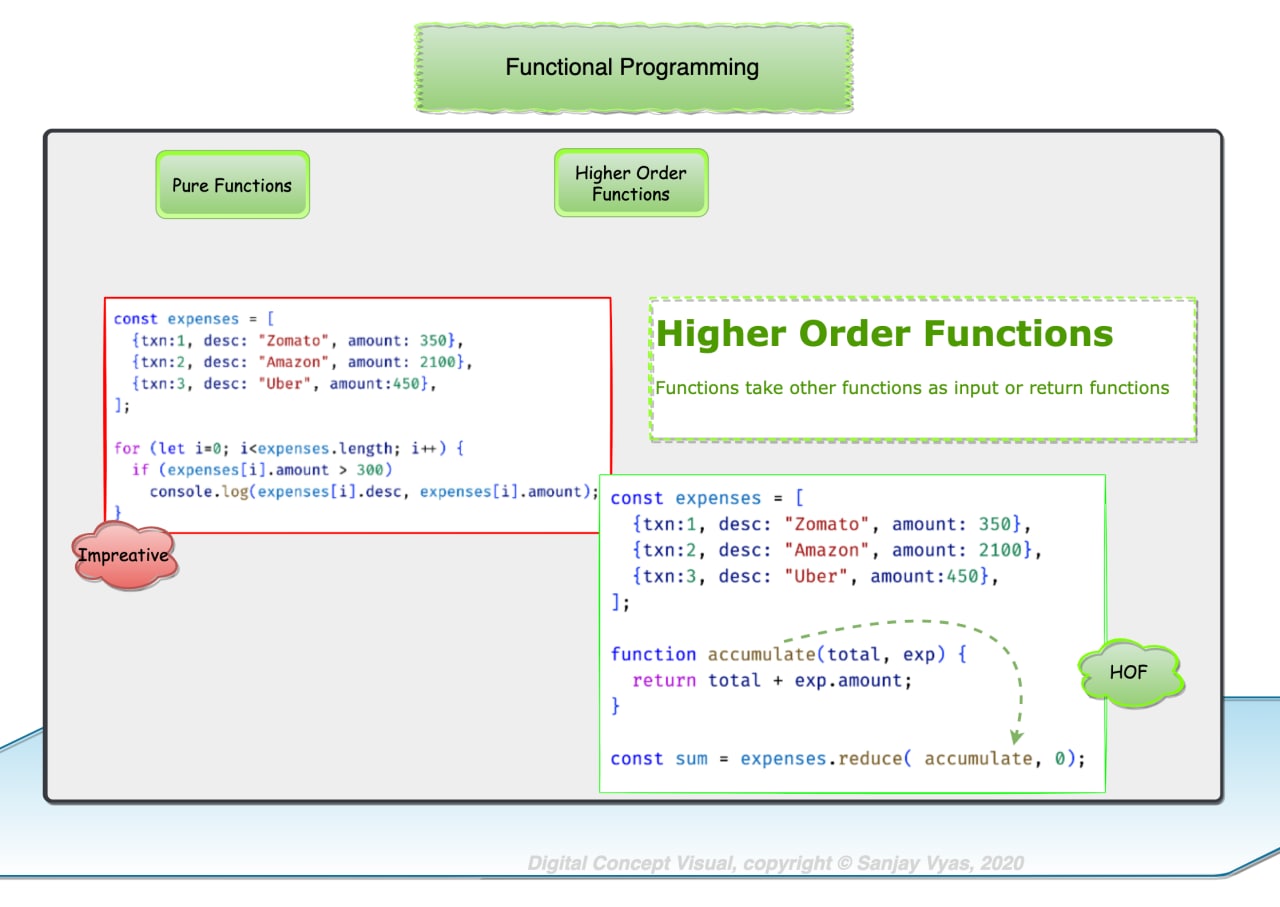 Functional Programming
Pure Functions
Higher Order
Functions
const expenses = [
  {txn:1, desc: "Zomato", amount: 350},
  {txn:2, desc: "Amazon", amount: 2100},
  {txn:3, desc: "Uber", amount:450},
];

for (let i=0; i<expenses.length; i++) {
  if (expenses[i].amount > 300)
    console.log(expenses[i].desc, expenses[i].amount);
}
Impreative
Higher Order Functions
Functions take other functions as input or return functions
const expenses = [
  {txn:1, desc: "Zomato", amount: 350},
  {txn:2, desc: "Amazon", amount: 2100},
  {txn:3, desc: "Uber", amount:450},
];

function accumulate(total, exp) {
  return total + exp.amount;
}

const sum = expenses.reduce( accumulate, 0);
HOF
Digital Concept Visual, copyright © Sanjay Vyas, 2020